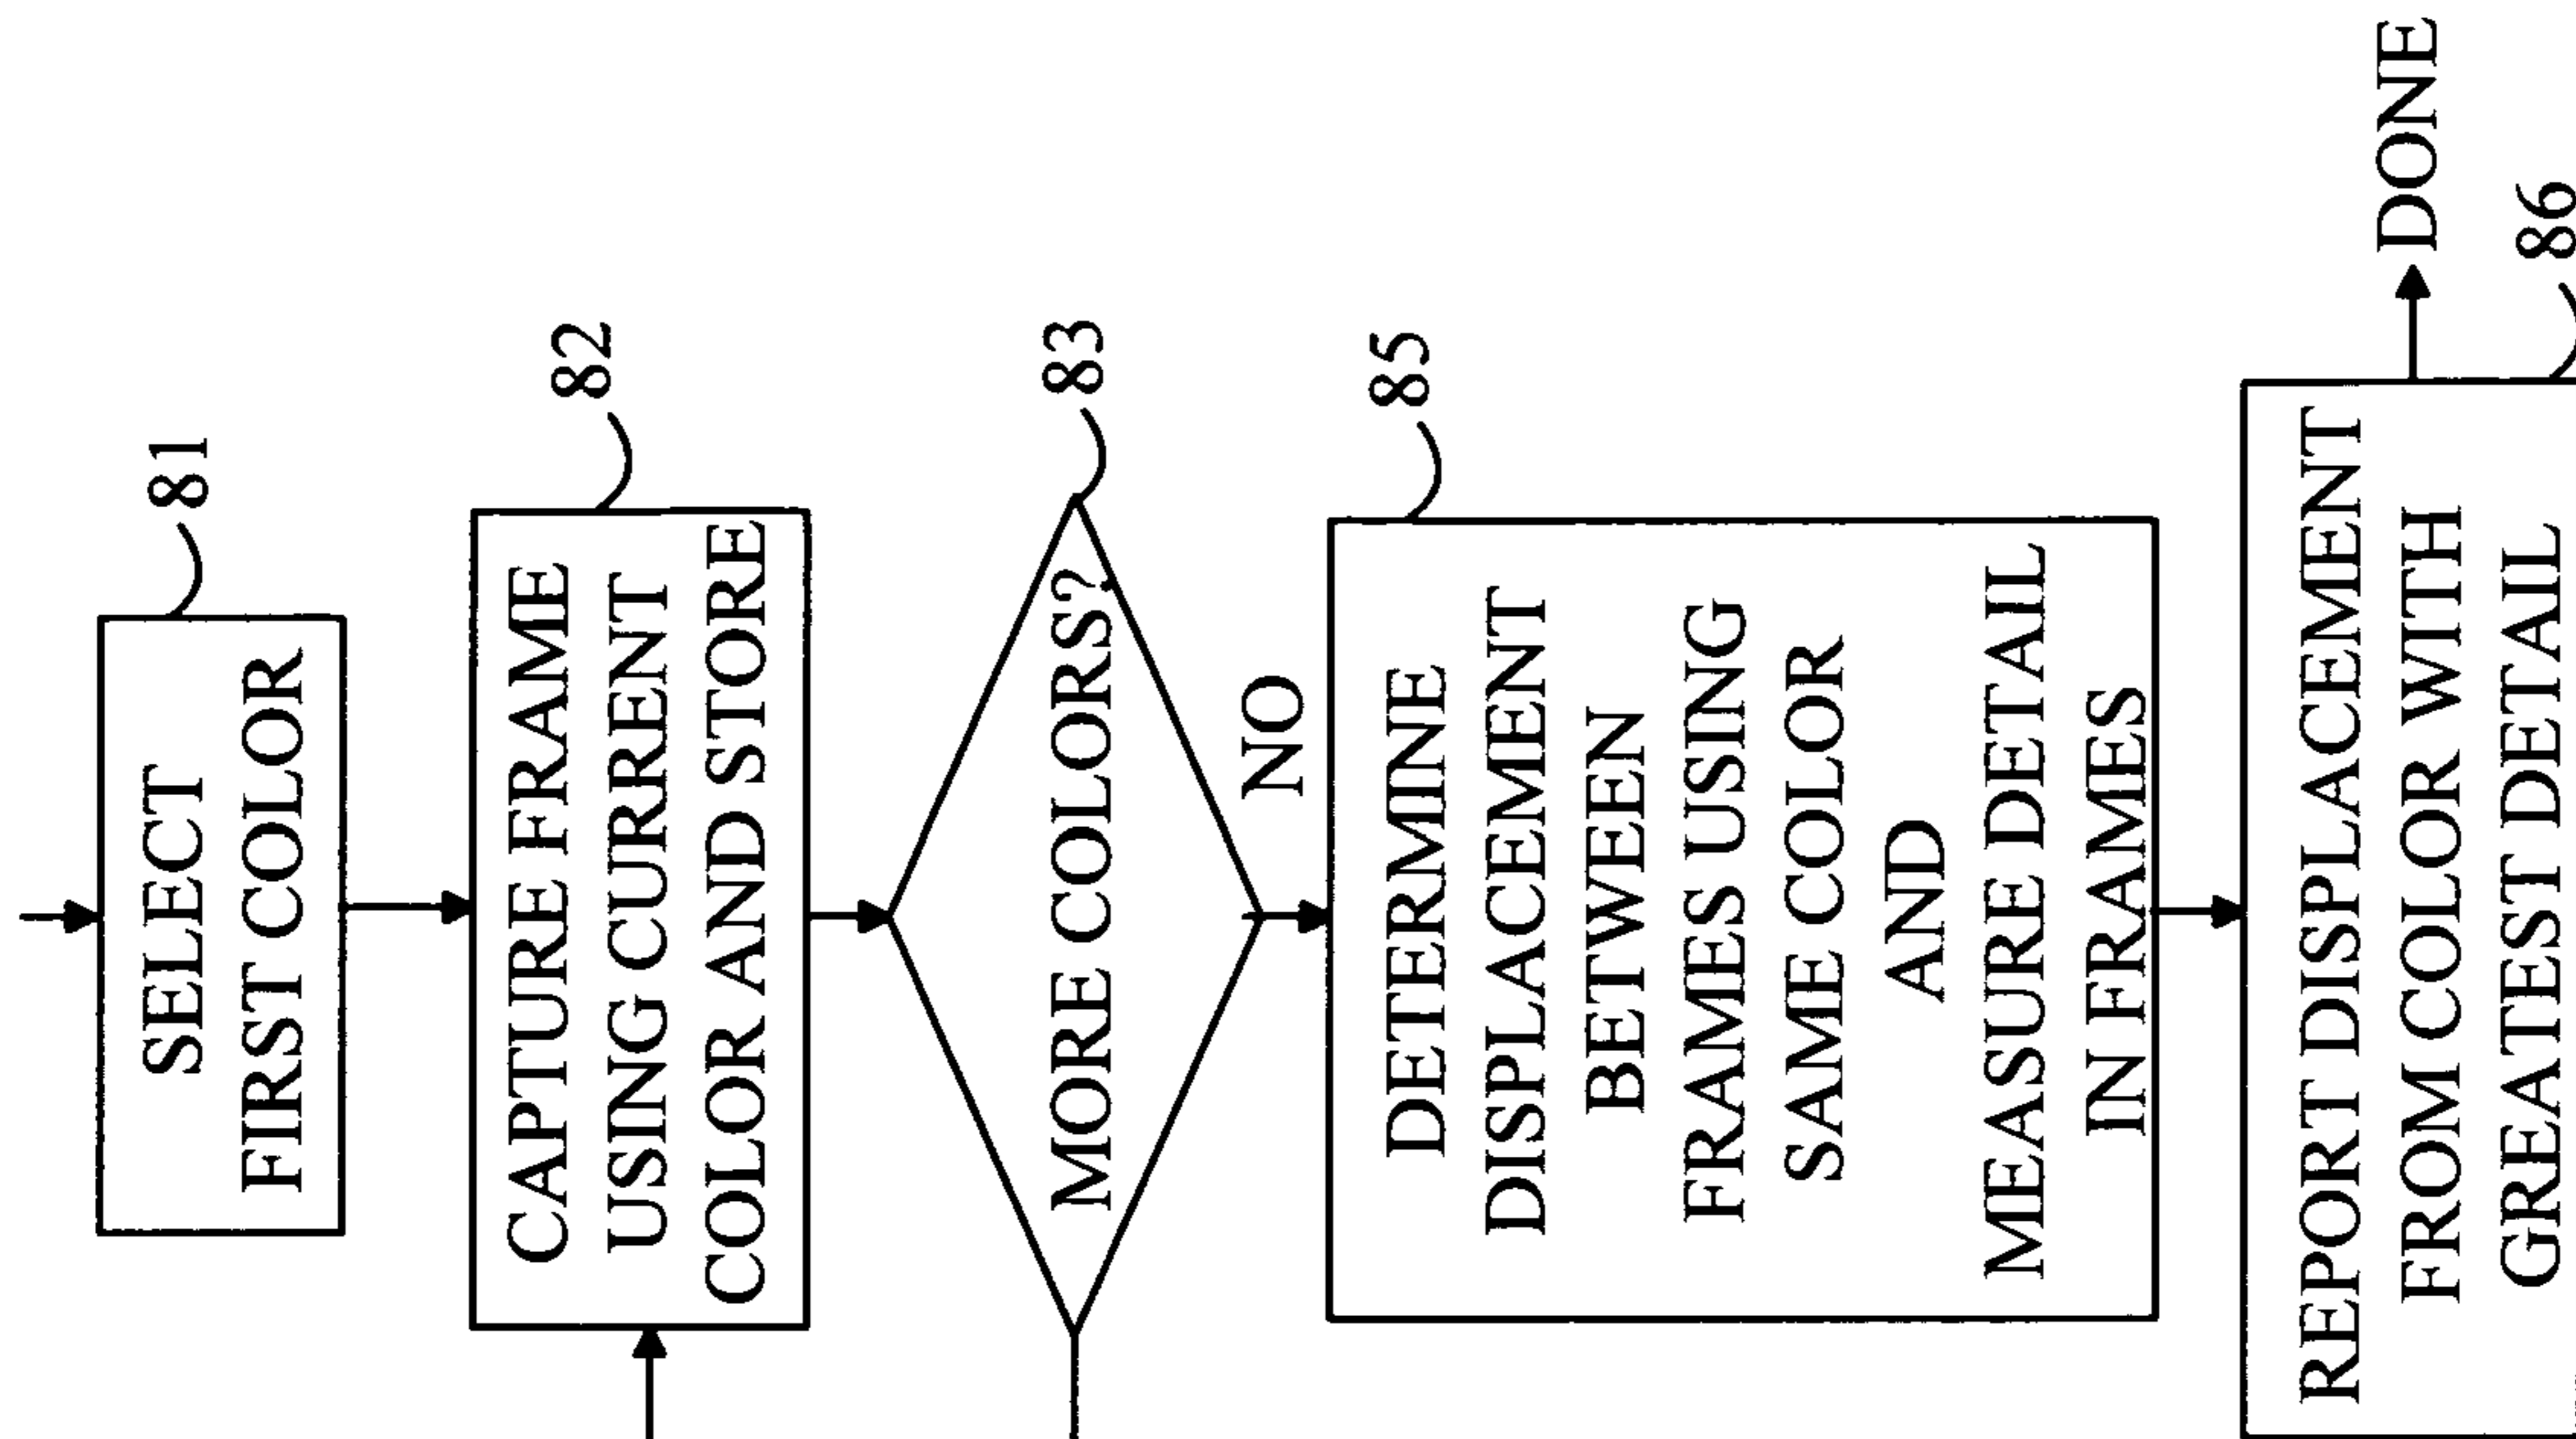 SELECT
FIRST COLOR
81
CAPTURE FRAME
USING CURRENT
COLOR AND STORE
82
MORE COLORS?
83
NO
DETERMINE
DISPLACEMENT
BETWEEN
FRAMES USING
SAME COLOR
AND
MEASURE DETAIL
IN FRAMES
85
REPORT DISPLACEMENT
FROM COLOR WITH
GREATEST DETAIL
DONE
86